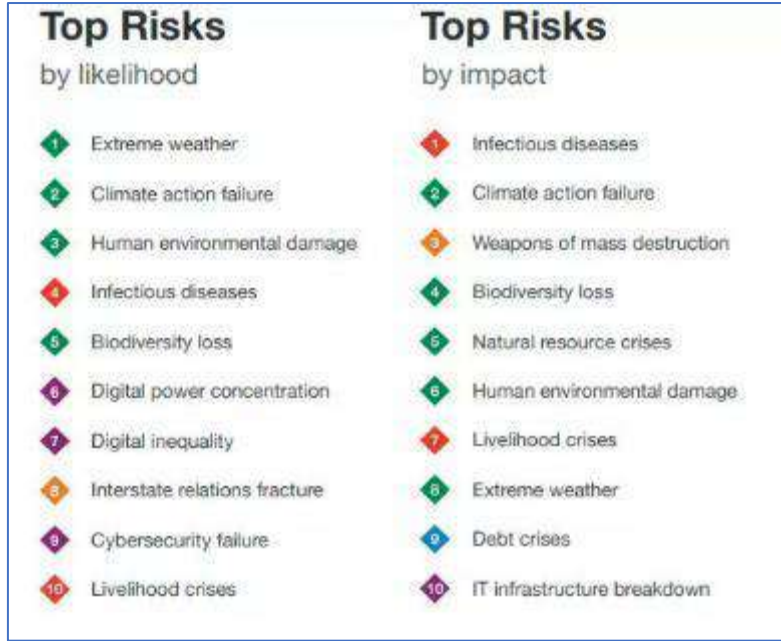 Top Risks
by likelihood
1 Extreme weather
2 Climate action failure
3 Human environmental damage
4 Infectious diseases
5 Biodiversity loss
6 Digital power concentration
7 Digital inequality
8 Interstate relations fracture
9 Cybersecurity failure
10 Livelihood crises
Top Risks
by impact
1 Infectious diseases
2 Climate action failure
3 Weapons of mass destruction
4 Biodiversity loss
5 Natural resource crises
6 Human environmental damage
7 Livelihood crises
8 Extreme weather
9 Debt crises
10 IT infrastructure breakdown